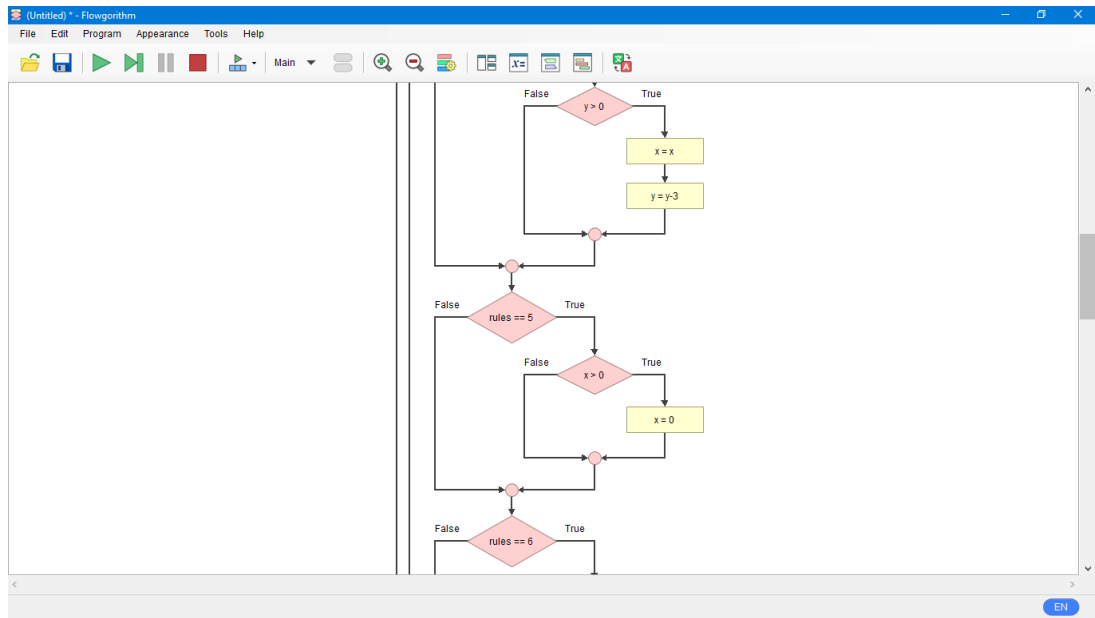 (Untitled) * - Flowgorithm
File Edit Program Appearance Tools Help
Main x= 文 A
False True
y > 0
x = x
y = y-3
False True
rules == 5
False True
x > 0
x = 0
False True
rules == 6
EN